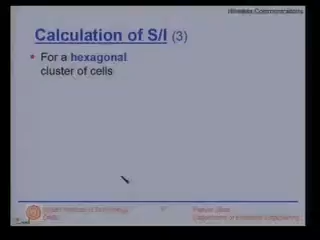 Wireless Communications
Calculation of S/I (3)
For a hexagonal
cluster of cells
Indian Institute of Technology,
Delhi
Ranjan Bose
Department of Electrical Engineering